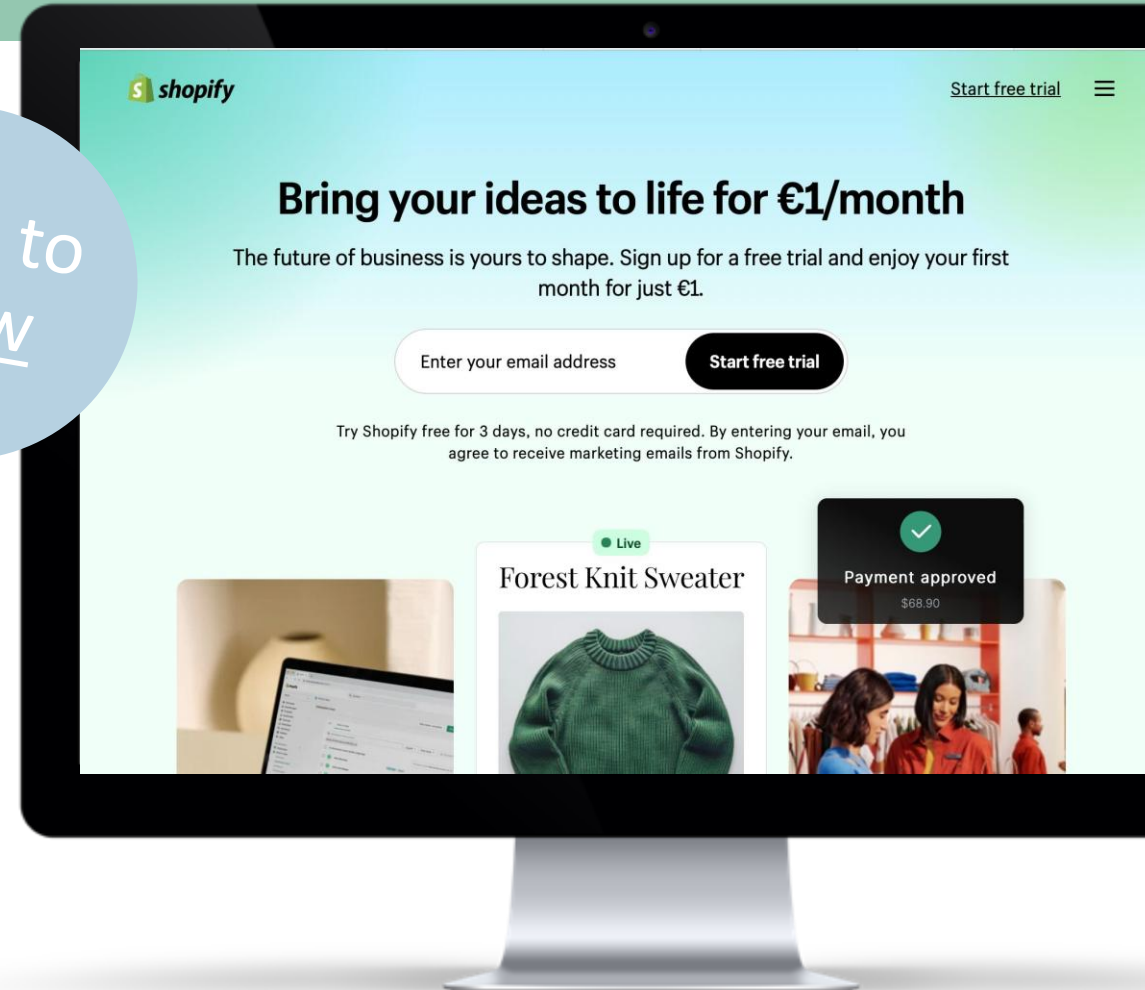 shopify
Start free trial
to
w
Bring your ideas to life for €1/month
The future of business is yours to shape. Sign up for a free trial and enjoy your first
month for just €1.
Enter your email address
Start free trial
Try Shopify free for 3 days, no credit card required. By entering your email, you
agree to receive marketing emails from Shopify.
Live
Forest Knit Sweater
Payment approved
$68.90